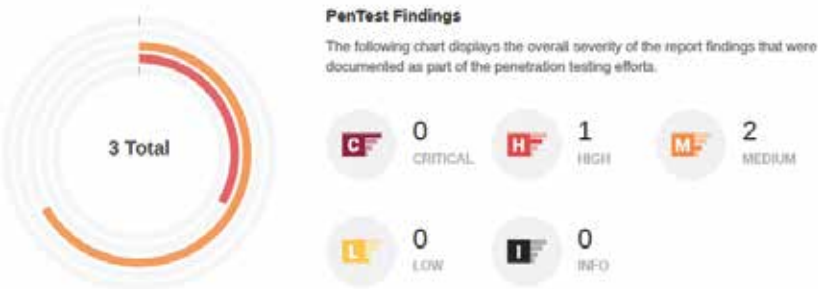 PenTest Findings
The following chart displays the overall severity of the report findings that were
documented as part of the penetration testing efforts.
3 Total
C
0
CRITICAL
H
1
HIGH
M
2
MEDIUM
L
0
LOW
I
0
INFO